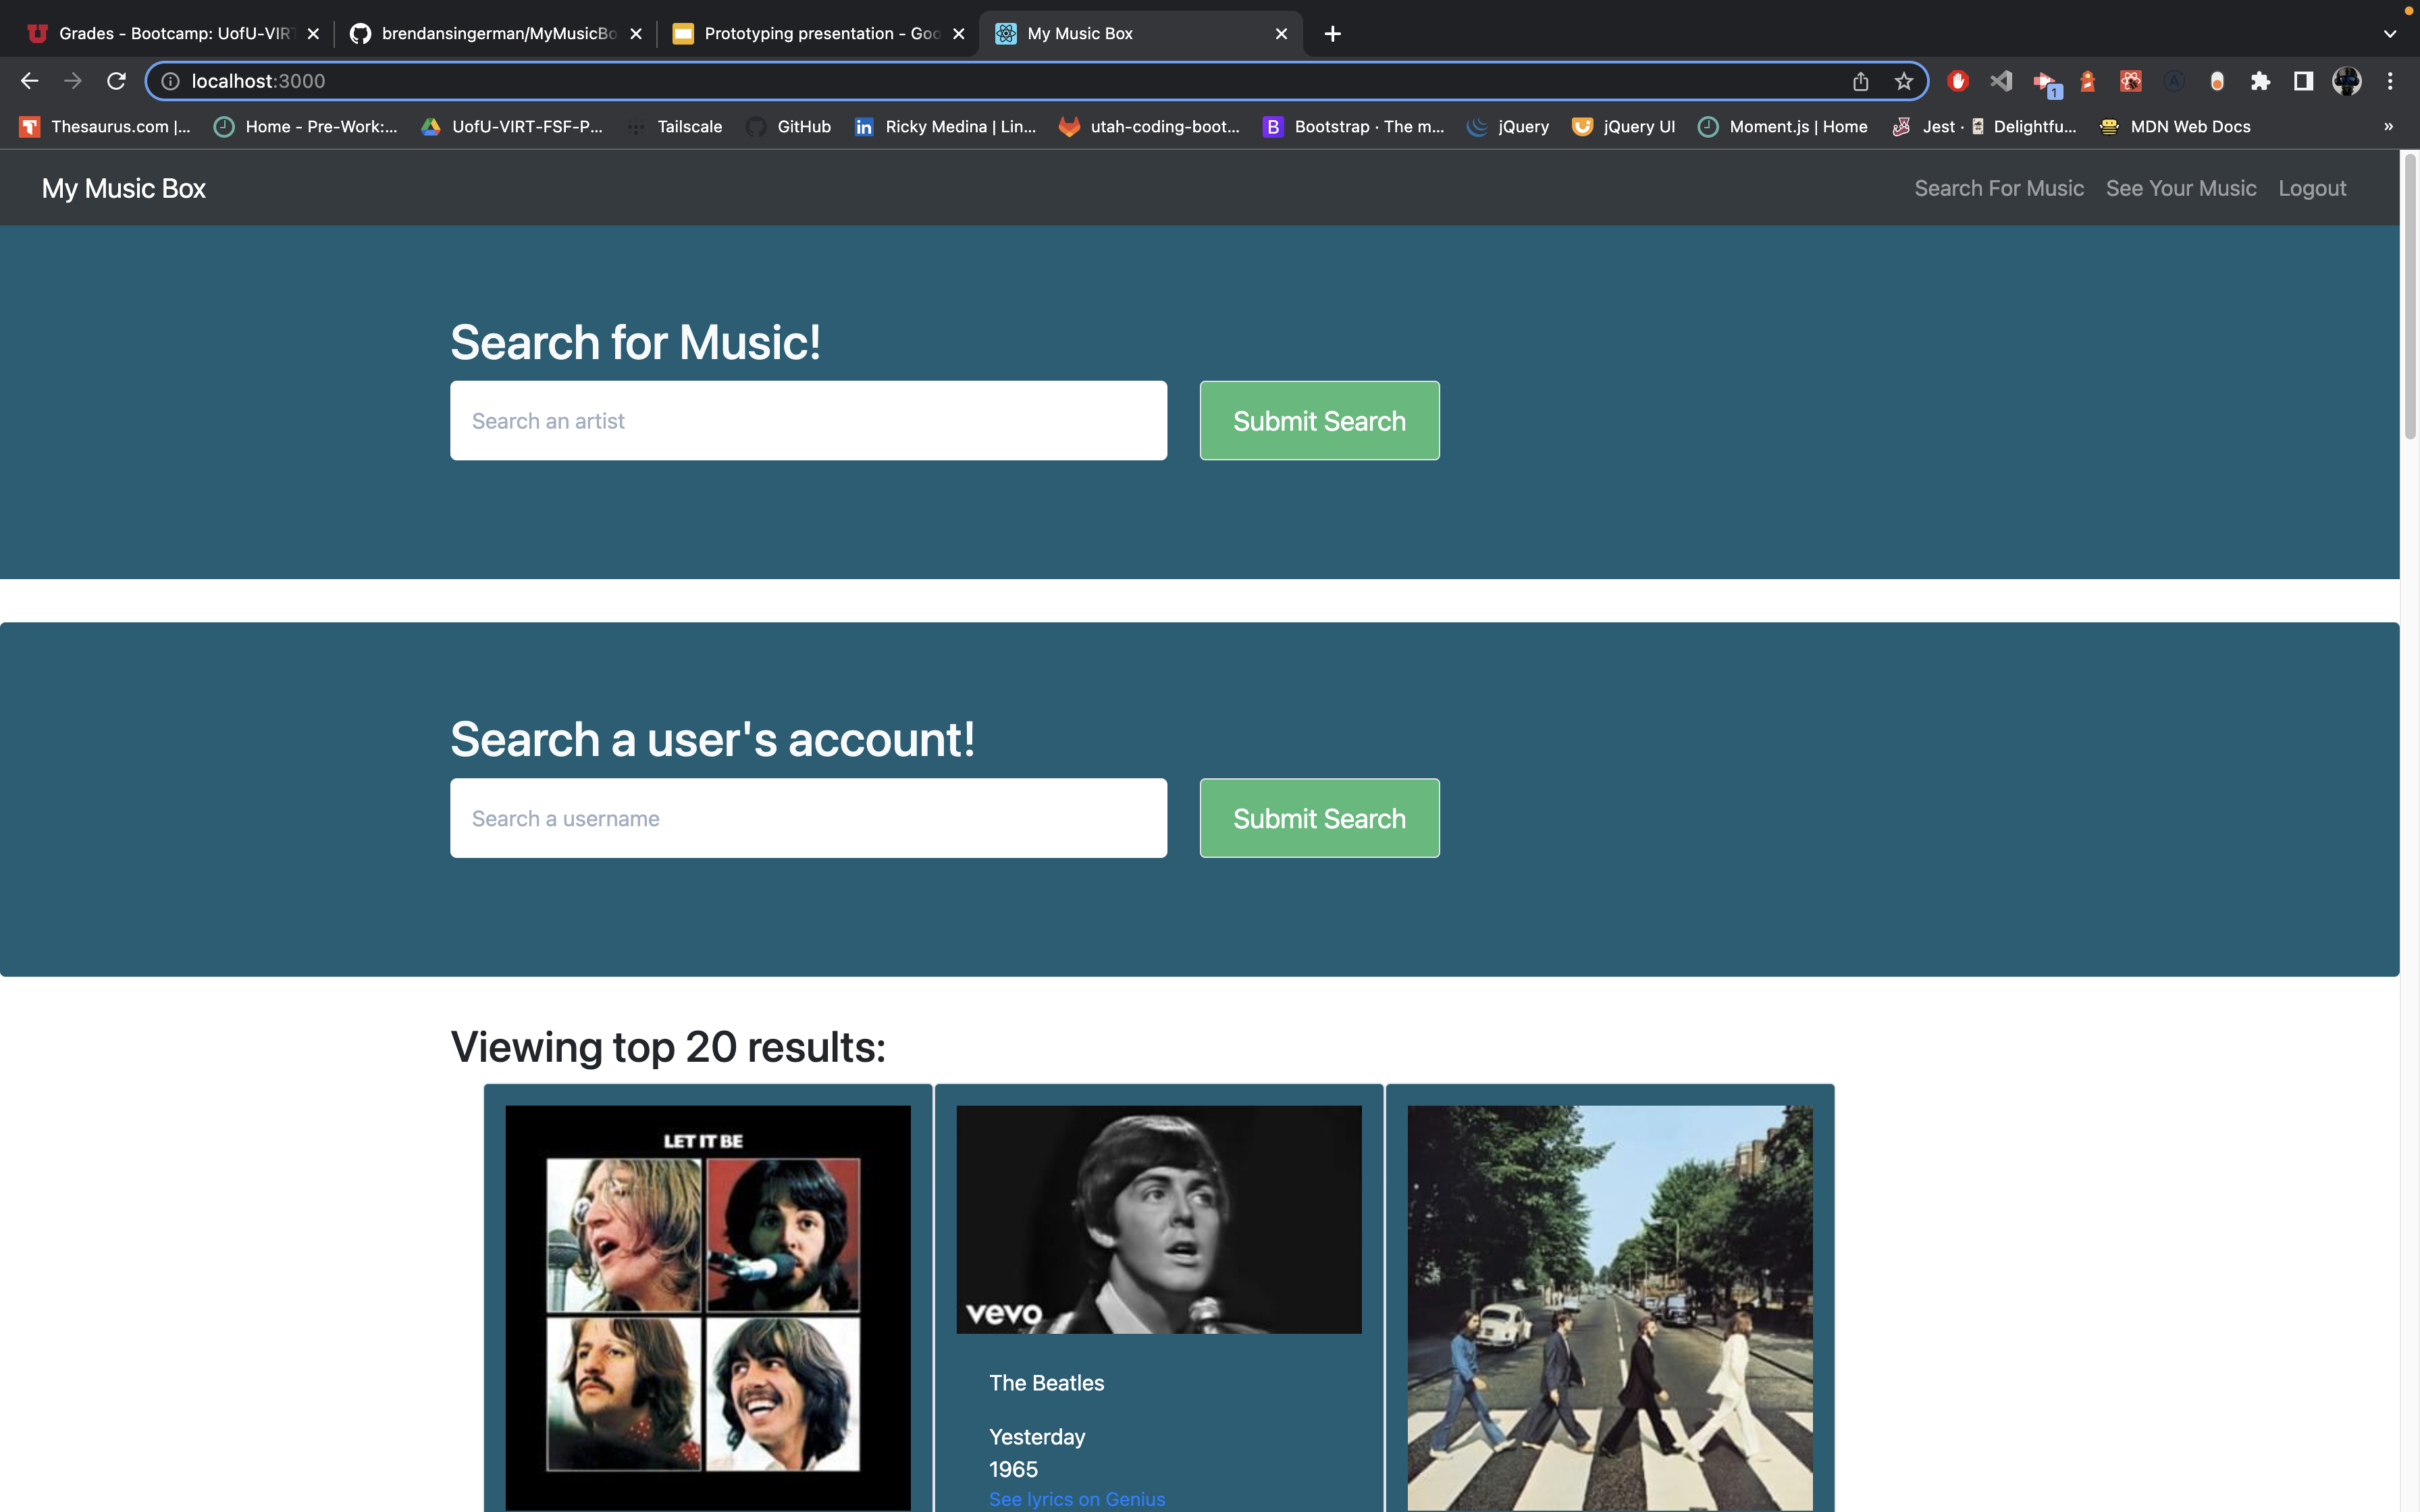 Grades - Bootcamp: UofU-VIRT
brendansingerman/MyMusicBo
Prototyping presentation - Goo
My Music Box
localhost:3000
1
Thesaurus.com |...
Home - Pre-Work:...
UofU-VIRT-FSF-P...
Tailscale
GitHub
Ricky Medina | Lin...
utah-coding-boot...
Bootstrap · The m...
jQuery
jQuery UI
Moment.js | Home
Jest · Delightfu...
MDN Web Docs
»
My Music Box
Search For Music
See Your Music
Logout
Search for Music!
Search an artist
Submit Search
Search a user's account!
Search a username
Submit Search
Viewing top 20 results:
LET IT BE
vevo
The Beatles
Yesterday
1965
See lyrics on Genius